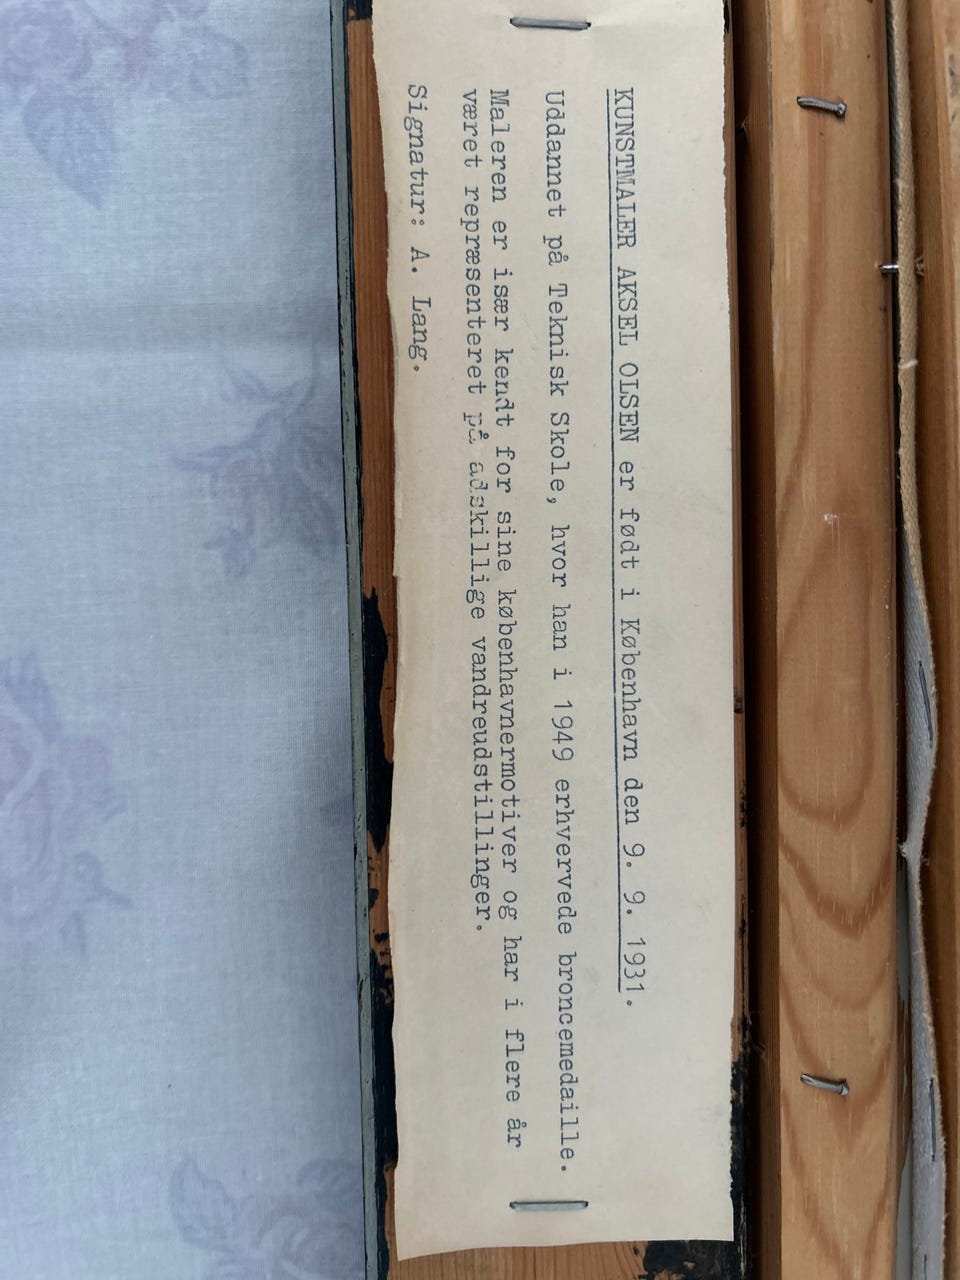 KUNSTMALER AKSEL OLSEN er født i København den 9. 9. 1931.
Uddannet på Teknisk Skole, hvor han i 1949 erhvervede broncemedaille.
Maleren er især kendt for sine københavnermotiver og har i flere år
været repræsenteret på adskillige vandreudstillinger.
Signatur: A. Lang.